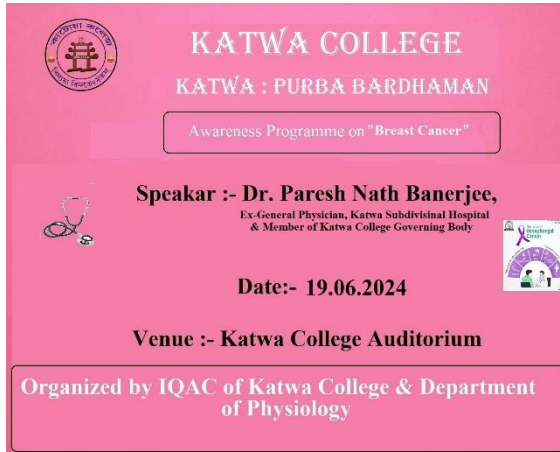 কাটোয়া কলেজ
KATWA COLLEGE
KATWA : PURBA BARDHAMAN
Awareness Programme on "Breast Cancer"
Speakar :- Dr. Paresh Nath Banerjee,
Ex-General Physician, Katwa Subdivisinal Hospital
& Member of Katwa College Governing Body
Date:- 19.06.2024
Venue :- Katwa College Auditorium
Organized by IQAC of Katwa College & Department
of Physiology